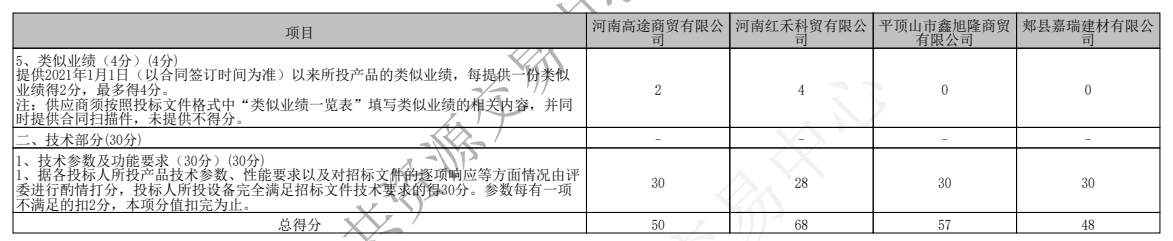 项目 河南高途商贸有限公司 河南红禾科贸有限公司 平顶山市鑫旭隆商贸有限公司 郏县嘉瑞建材有限公司
5、类似业绩（4分）(4分)
提供2021年1月1日（以合同签订时间为准）以来所投产品的类似业绩，每提供一份类似
业绩得2分，最多得4分。
注：供应商须按照投标文件格式中“类似业绩一览表”填写类似业绩的相关内容，并同
时提供合同扫描件，未提供不得分。
2 4 0 0
二、技术部分(30分) - - - -
1、技术参数及功能要求（30分）(30分)
1、据各投标人所投产品技术参数、性能要求以及对招标文件的逐项响应等方面情况由评
委进行酌情打分，投标人所投设备完全满足招标文件技术要求的得30分。参数每有一项
不满足的扣2分，本项分值扣完为止。
30 28 30 30
总得分 50 68 57 48
共资源交易中心
交易中心